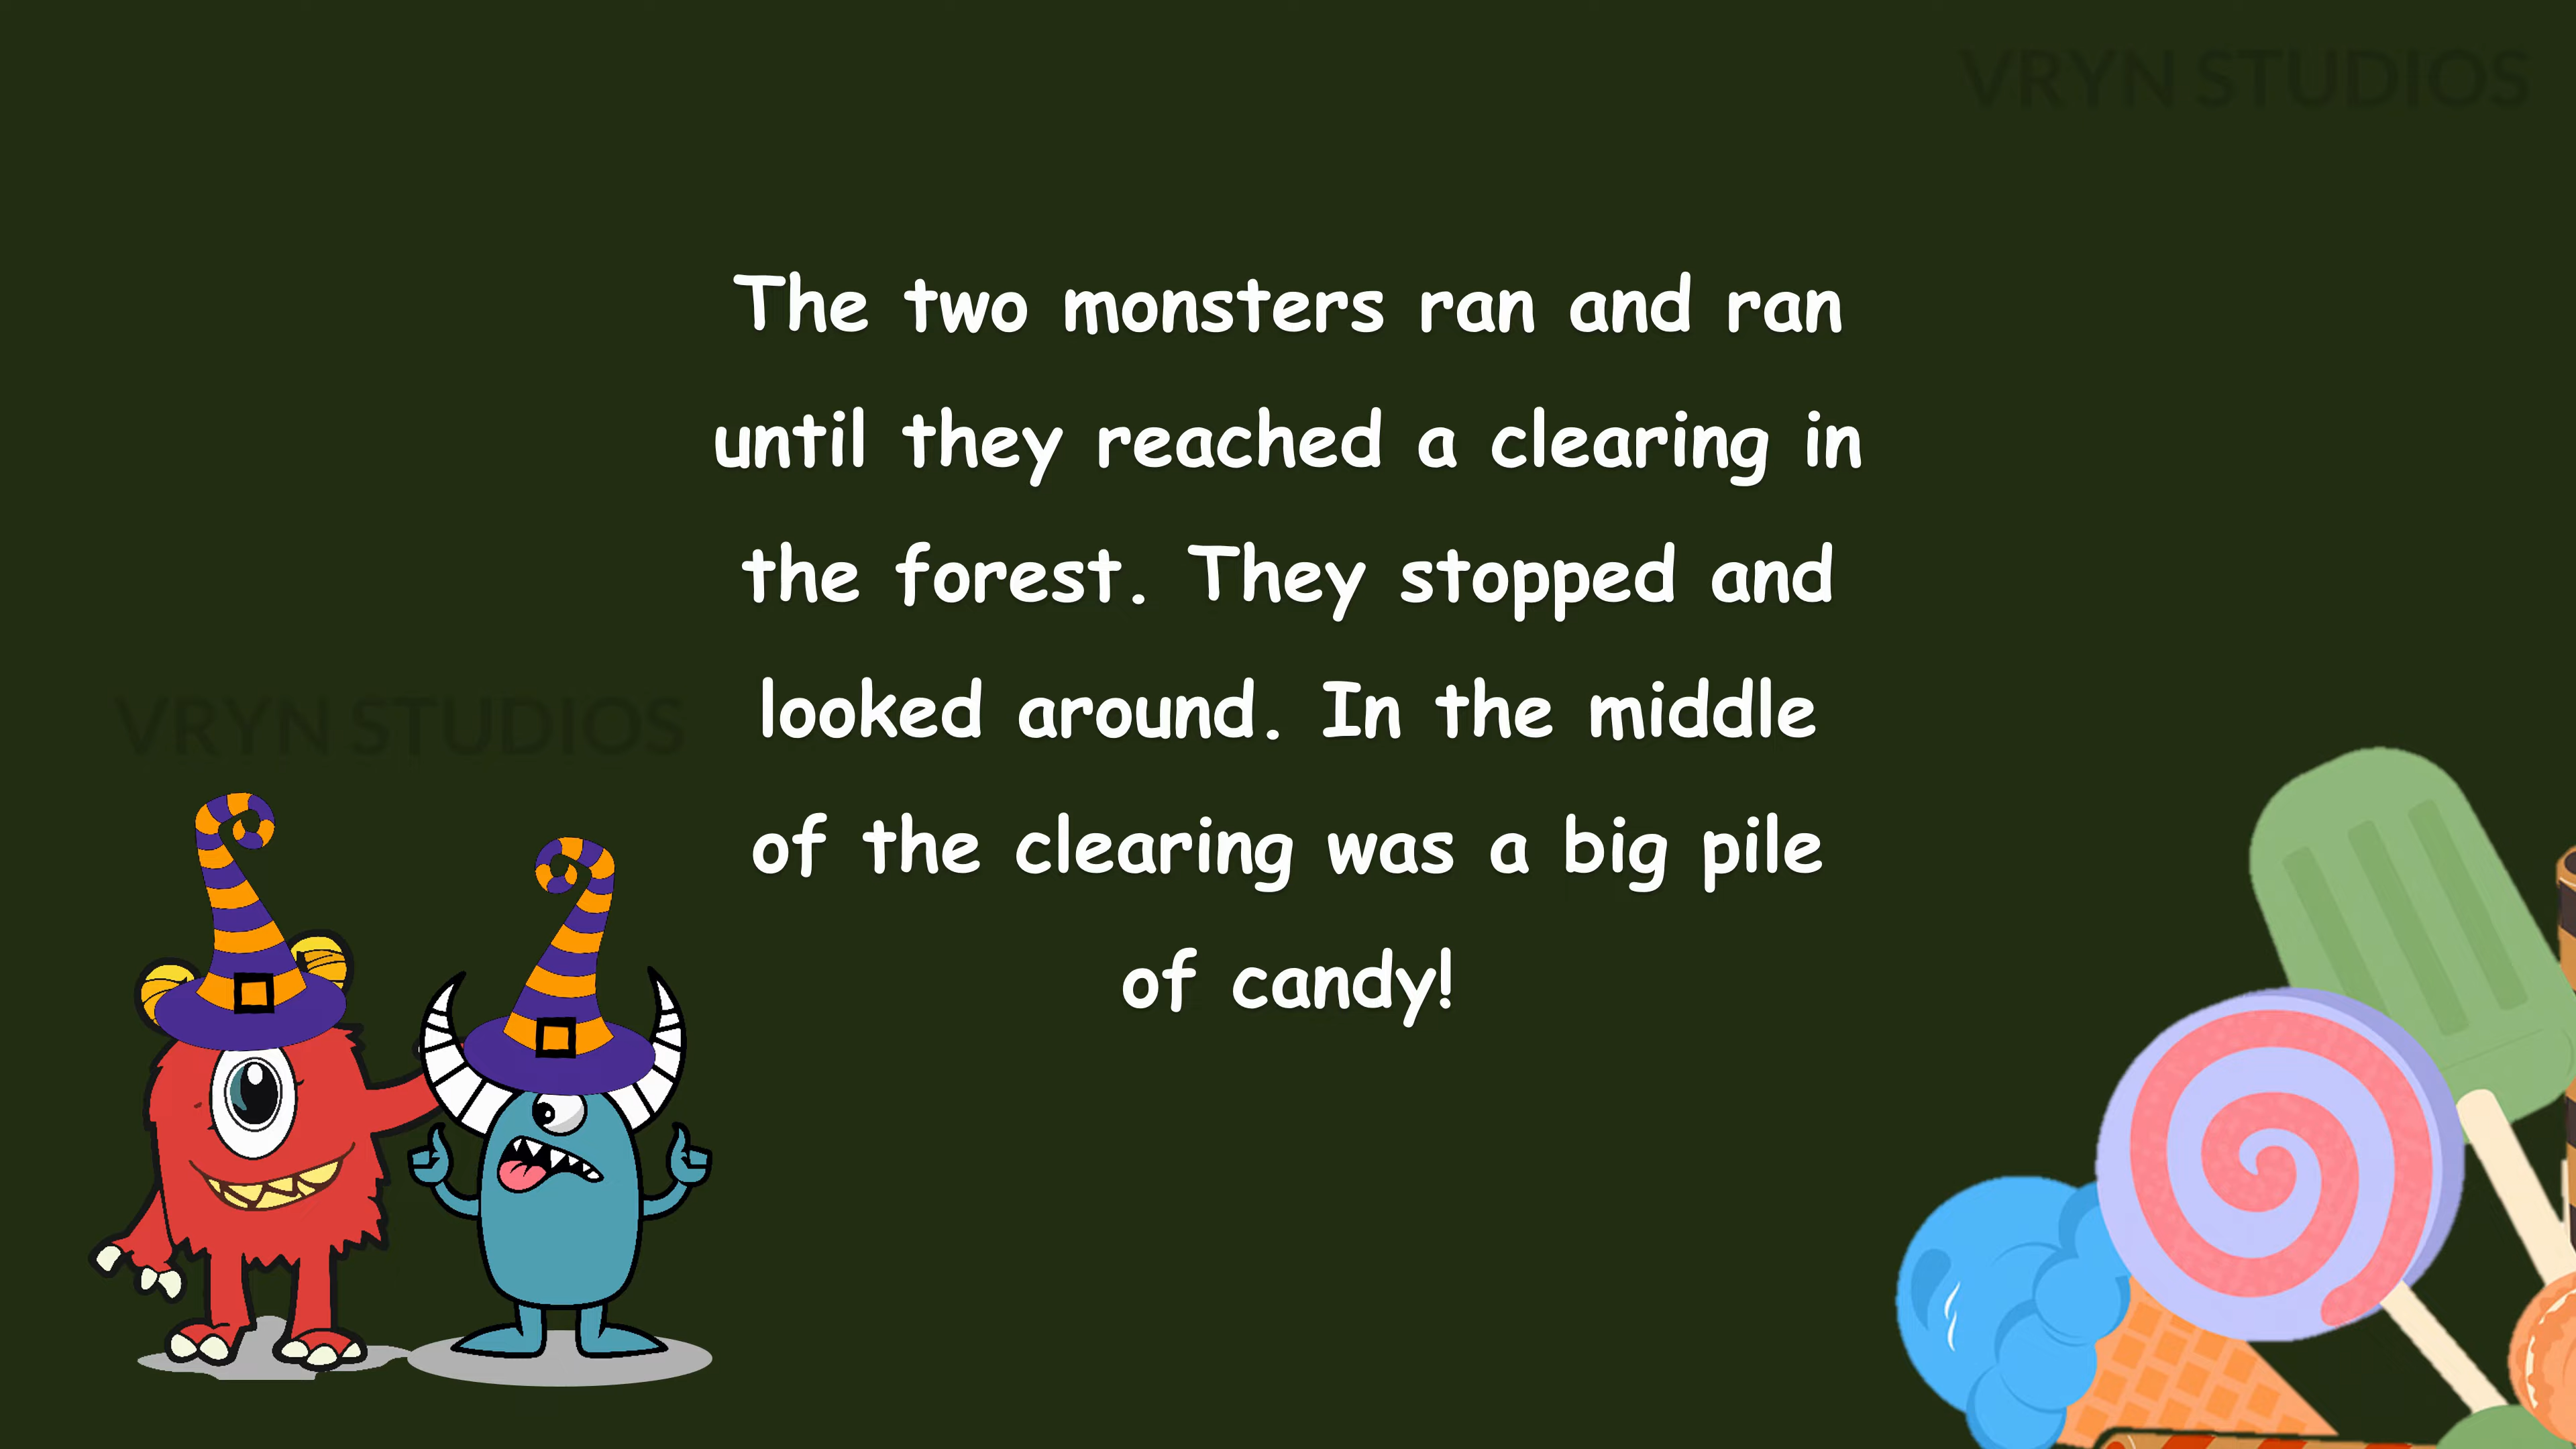 VRYN STUDIOS
The two monsters ran and ran
until they reached a clearing in
the forest. They stopped and
looked around. In the middle
of the clearing was a big pile
of candy!
VRYN STUDIOS